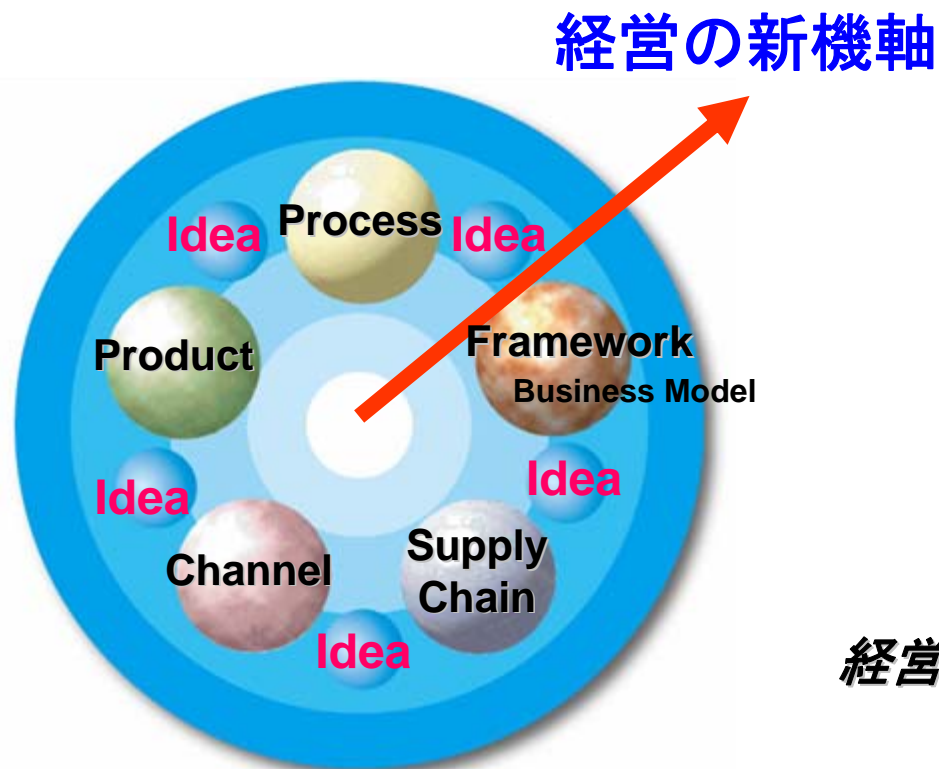 経営の新機軸
Process
Idea
Idea
Product
Framework
Business Model
Idea
Idea
Channel
Supply
Chain
Idea
経営